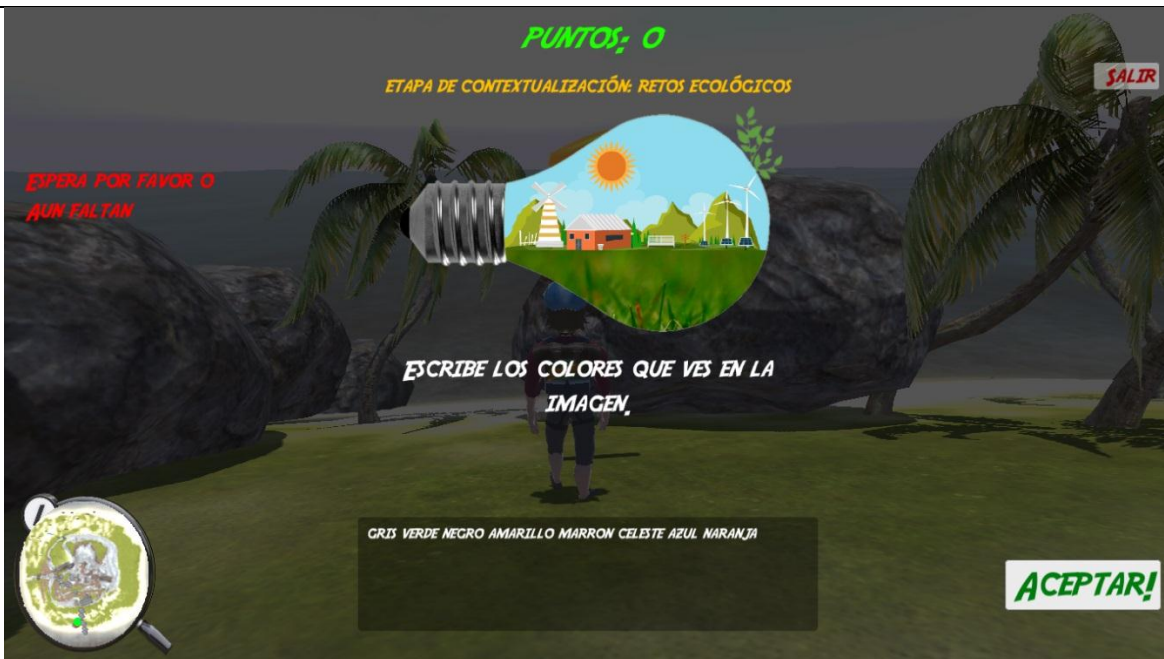 PUNTOS: 0
ETAPA DE CONTEXTUALIZACIÓN: RETOS ECOLÓGICOS
SALIR
ESPERA POR FAVOR 0
AUN FALTAN
ESCRIBE LOS COLORES QUE VES EN LA
IMAGEN.
GRIS VERDE NEGRO AMARILLO MARRON CELESTE AZUL NARANJA
ACEPTAR!